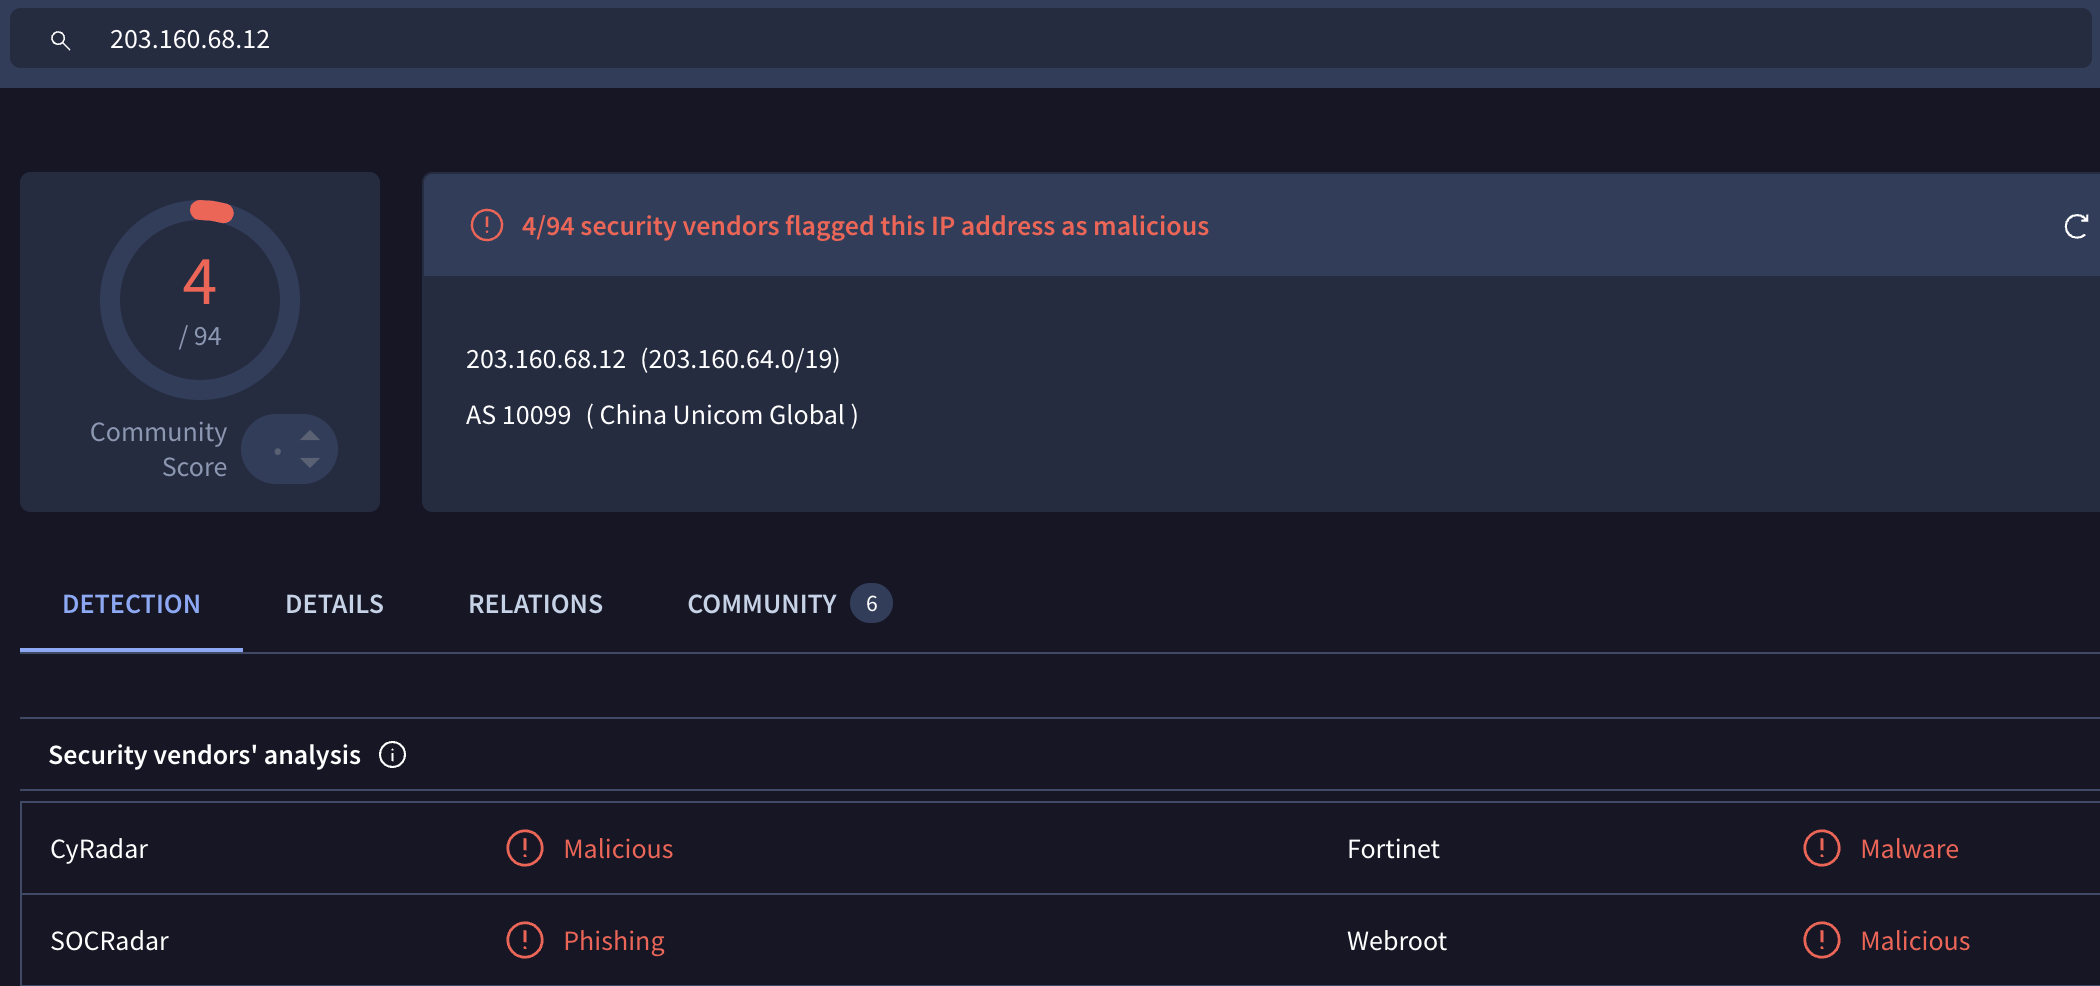 203.160.68.12
4
/ 94
Community
Score
4/94 security vendors flagged this IP address as malicious
203.160.68.12 (203.160.64.0/19)
AS 10099 ( China Unicom Global )
DETECTION DETAILS RELATIONS COMMUNITY 6
Security vendors' analysis
CyRadar Malicious Fortinet Malware
SOCRadar Phishing Webroot Malicious